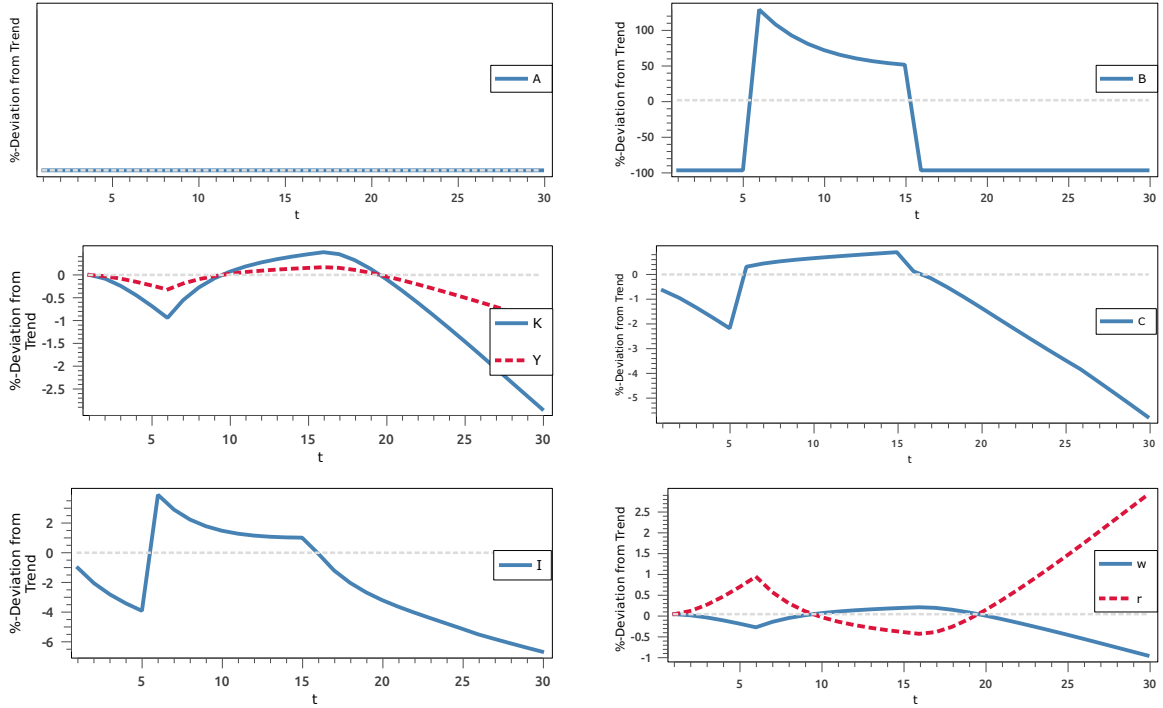 %-Deviation from Trend
A
5 10 15 20 25 30
t
%-Deviation from Trend
100
50
0
-50
-100
B
5 10 15 20 25 30
t
%-Deviation from
Trend
0
-0.5
-1
-1.5
-2
-2.5
K
Y
5 10 15 20 25 30
t
%-Deviation from Trend
0
-1
-2
-3
-4
-5
C
5 10 15 20 25 30
t
%-Deviation from
Trend
2
0
-2
-4
-6
I
5 10 15 20 25 30
t
%-Deviation from Trend
2.5
2
1.5
1
0.5
0
-0.5
-1
w
r
5 10 15 20 25 30
t